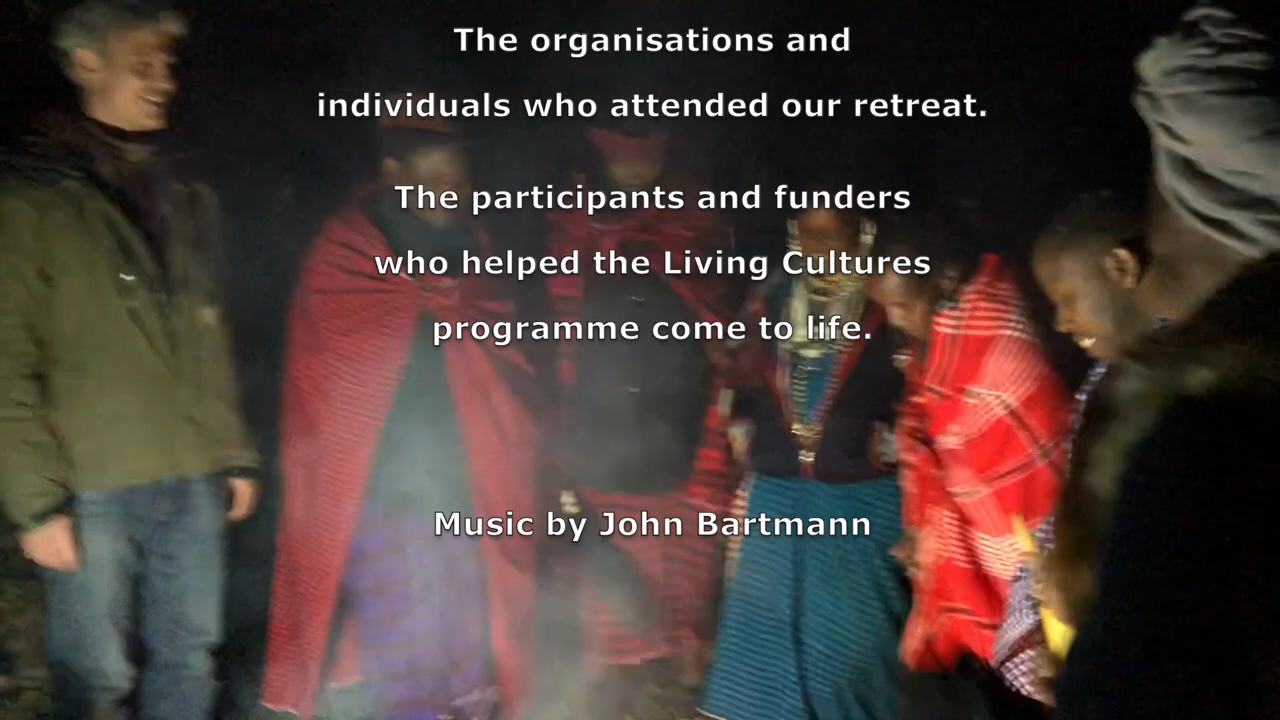 The organisations and
individuals who attended our retreat.
The participants and funders
who helped the Living Cultures
programme come to life.
Music by John Bartmann